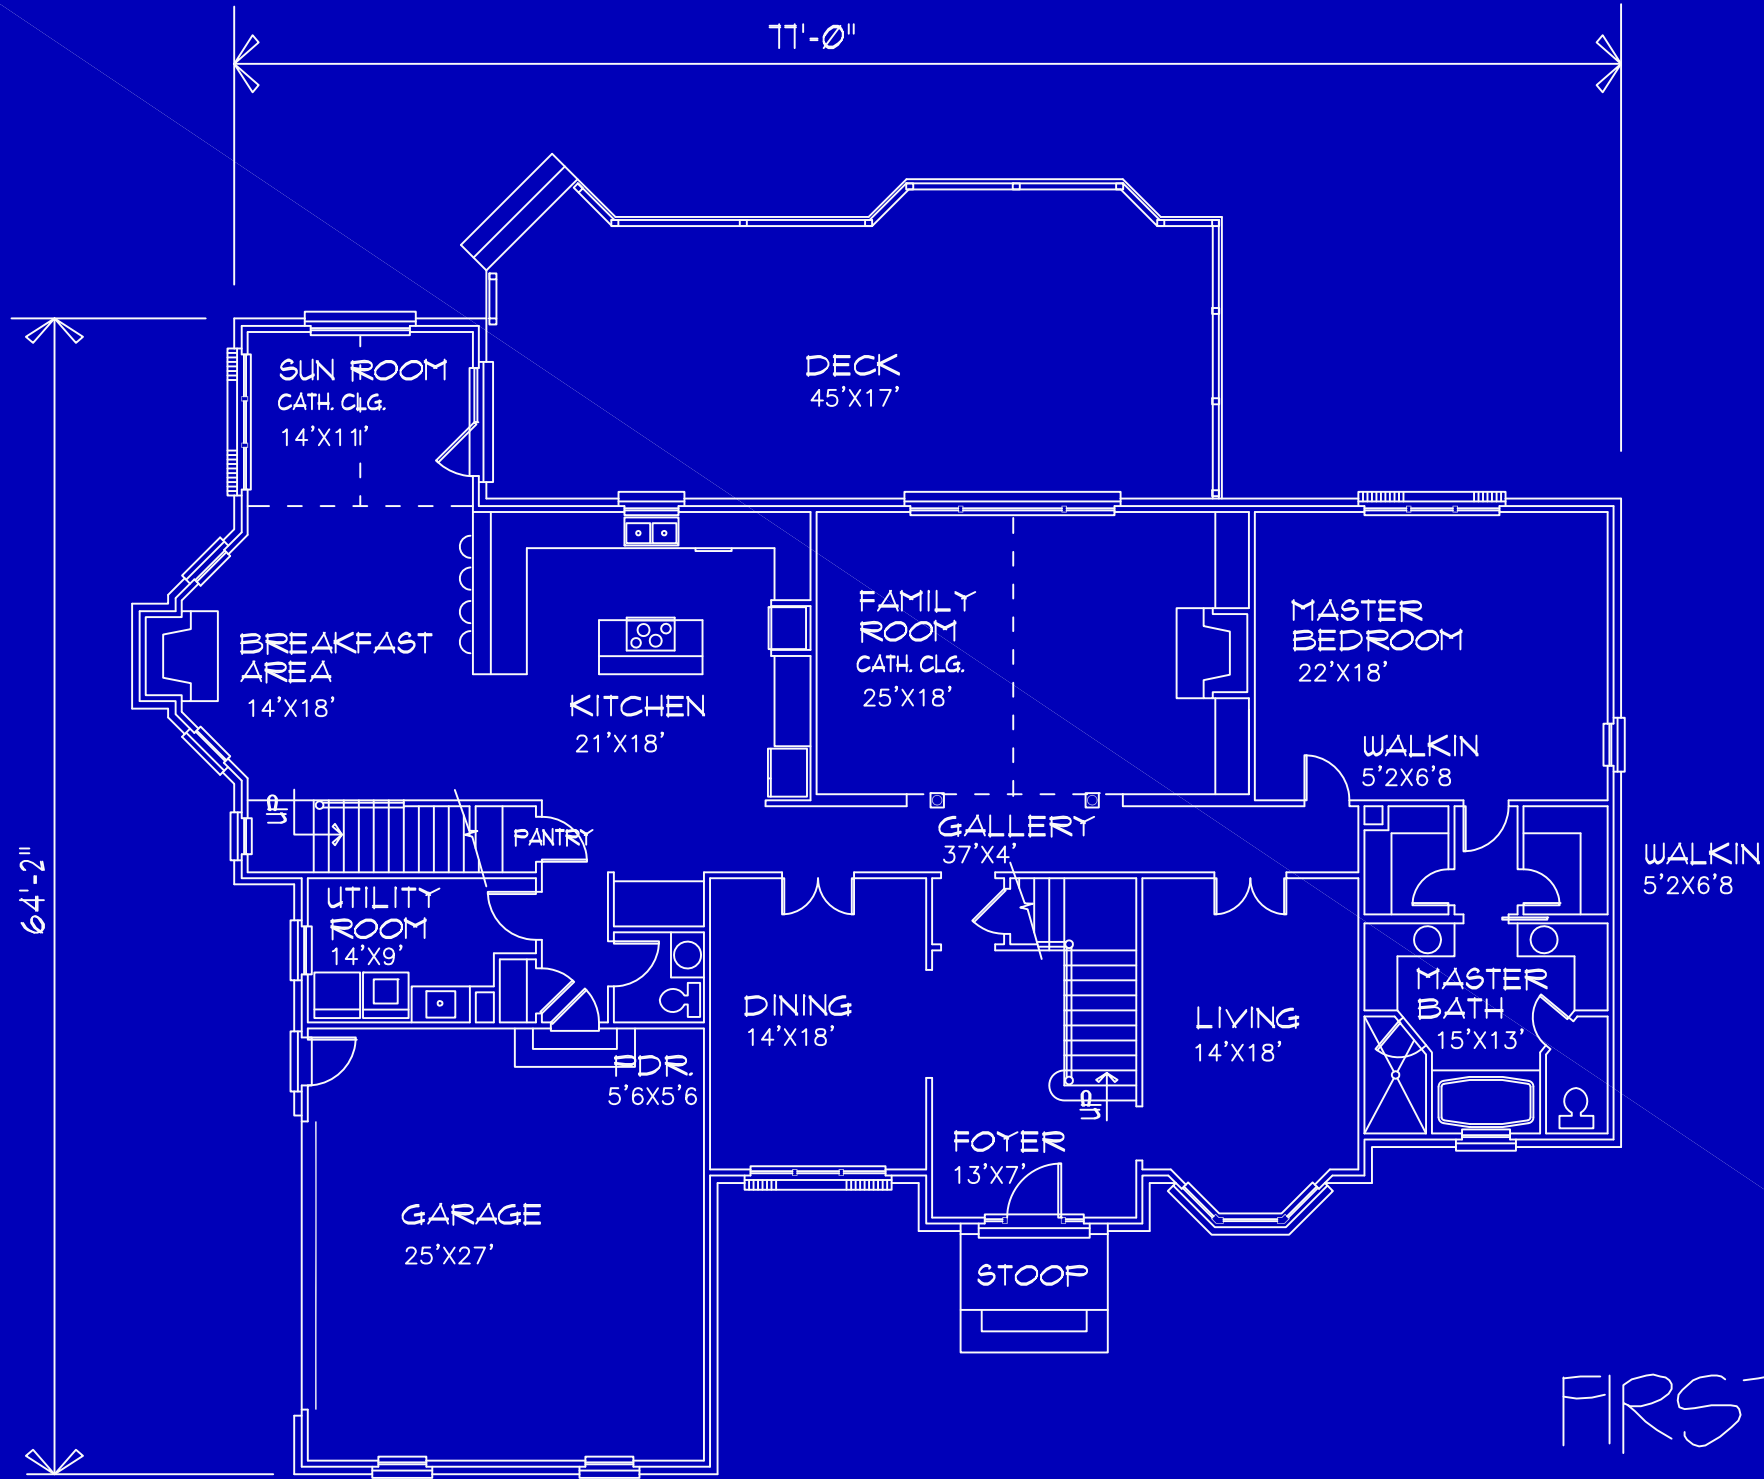 77'-0"
SUN ROOM
CATH. CLG.
14'X11'
DECK
45'X17'
BREAKFAST
AREA
14'X18'
KITCHEN
21'X18'
FAMILY
ROOM
CATH. CLG.
25'X18'
MASTER
BEDROOM
22'X18'
WALKIN
5'2X6'8
WALKIN
5'2X6'8
64'-2"
PANTRY
GALLERY
37'X4'
UTILITY
ROOM
14'X9'
DINING
14'X18'
LIVING
14'X18'
MASTER
BATH
15'X13'
PDR.
5'6X5'6
FOYER
13'X7'
GARAGE
25'X27'
STOOP
FIRST